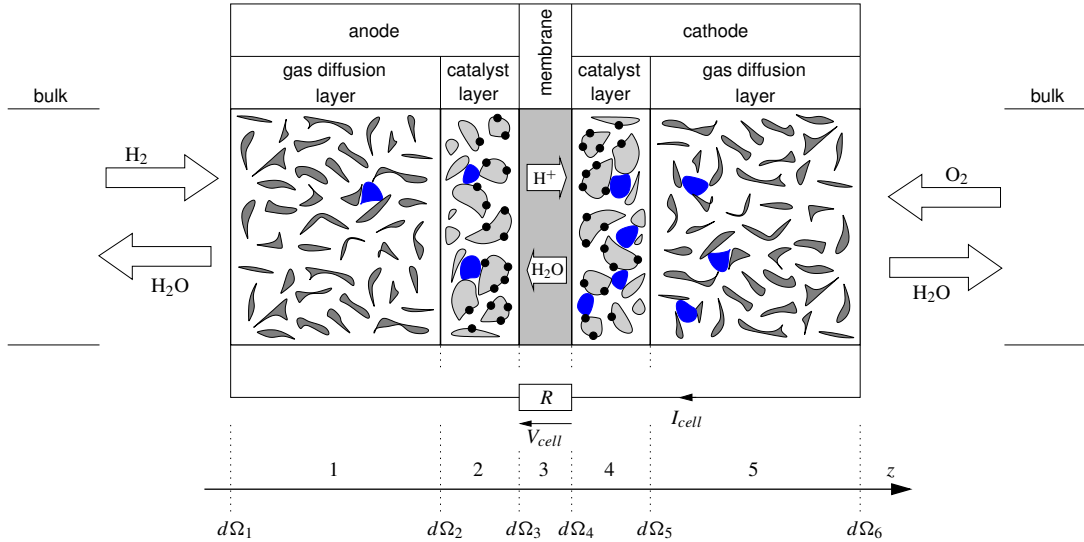 anode
membrane
cathode
gas diffusion
layer
catalyst
layer
catalyst
layer
gas diffusion
layer
bulk
bulk
H₂
H⁺
O₂
H₂O
H₂O
H₂O
R
V_cell
I_cell
1
2
3
4
5
z
dΩ₁
dΩ₂
dΩ₃
dΩ₄
dΩ₅
dΩ₆